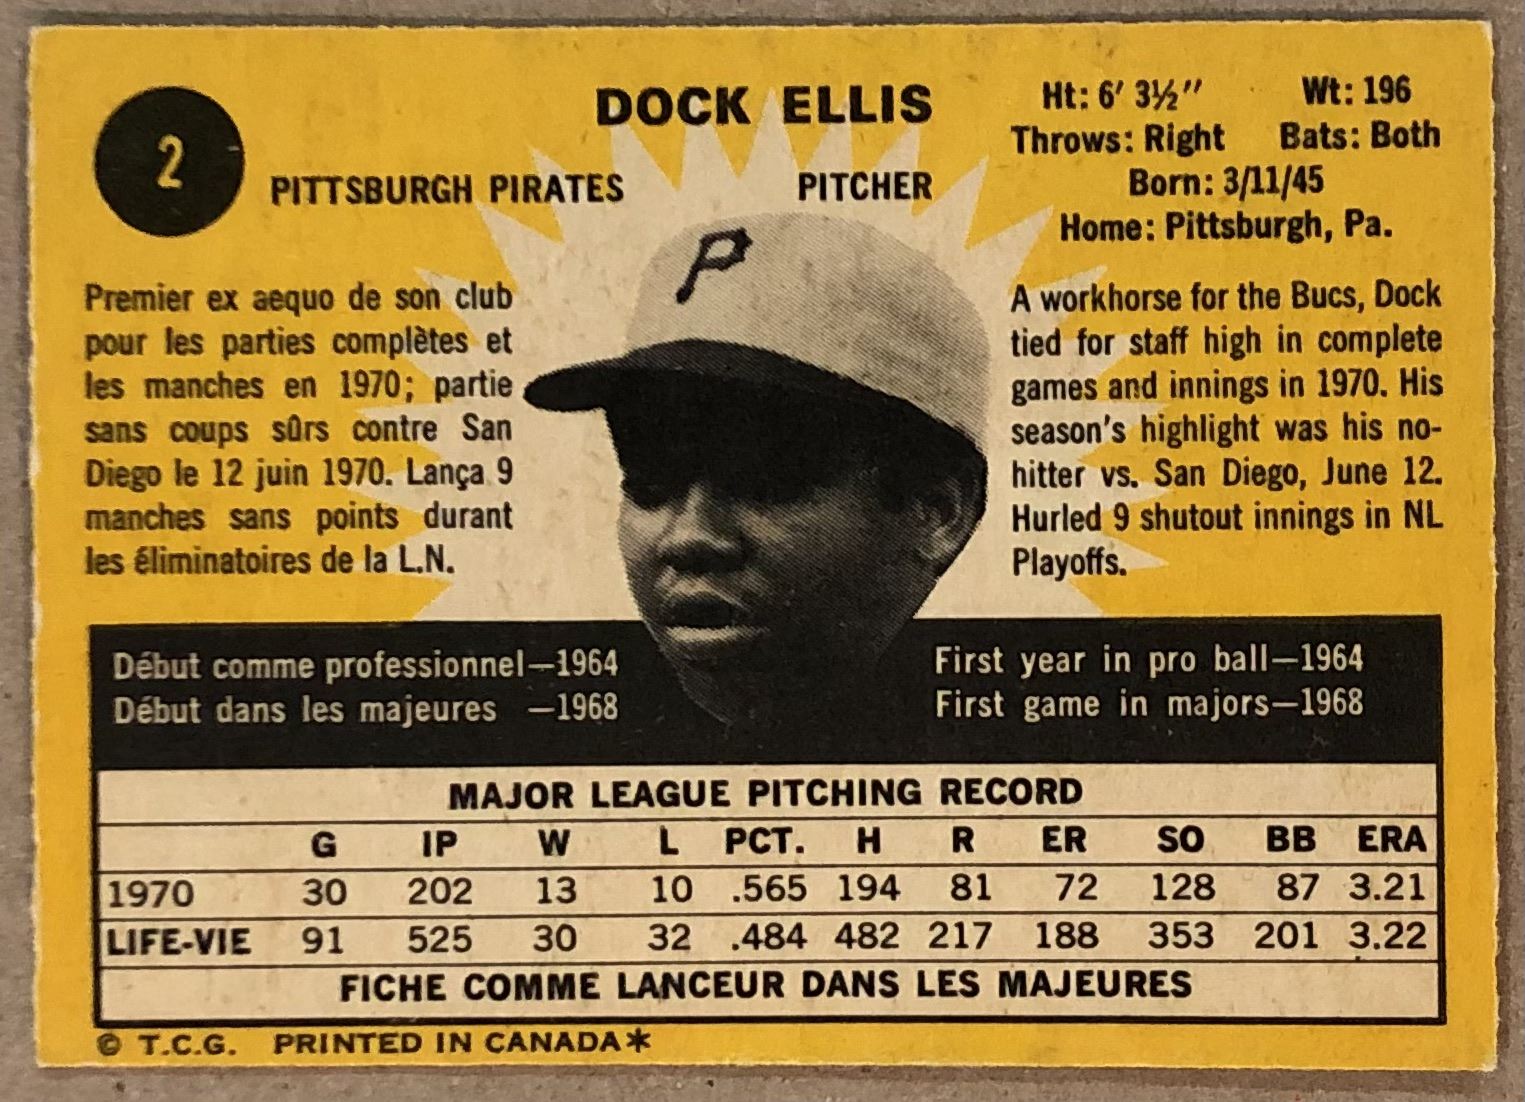 2
DOCK ELLIS
PITTSBURGH PIRATES PITCHER
Ht: 6' 3½" Wt: 196
Throws: Right Bats: Both
Born: 3/11/45
Home: Pittsburgh, Pa.
P
Premier ex aequo de son club
pour les parties complètes et
les manches en 1970; partie
sans coups sûrs contre San
Diego le 12 juin 1970. Lança 9
manches sans points durant
les éliminatoires de la L.N.
A workhorse for the Bucs, Dock
tied for staff high in complete
games and innings in 1970. His
season's highlight was his no-
hitter vs. San Diego, June 12.
Hurled 9 shutout innings in NL
Playoffs.
Début comme professionnel—1964
Début dans les majeures —1968
First year in pro ball—1964
First game in majors—1968
MAJOR LEAGUE PITCHING RECORD
G IP W L PCT. H R ER SO BB ERA
1970 30 202 13 10 .565 194 81 72 128 87 3.21
LIFE-VIE 91 525 30 32 .484 482 217 188 353 201 3.22
FICHE COMME LANCEUR DANS LES MAJEURES
© T.C.G. PRINTED IN CANADA*